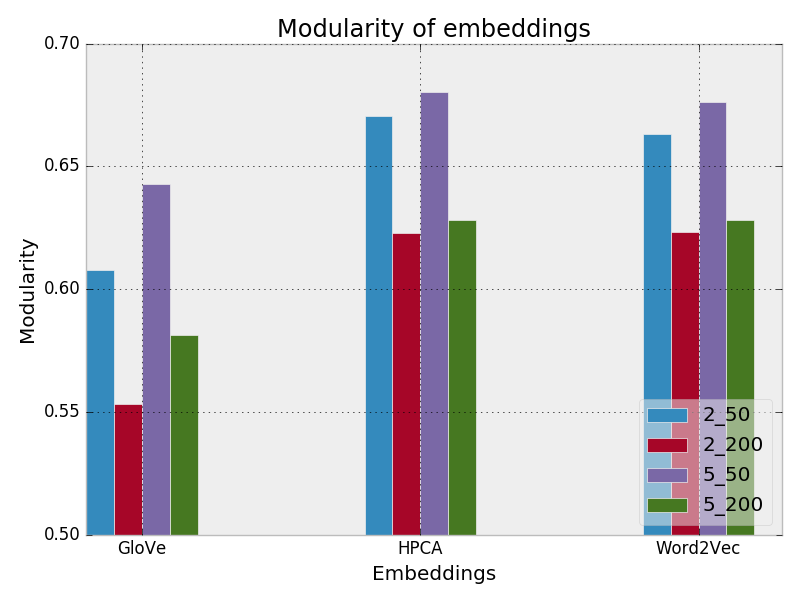 Modularity of embeddings
Modularity
0.70
0.65
0.60
0.55
0.50
GloVe
HPCA
Word2Vec
Embeddings
2_50
2_200
5_50
5_200